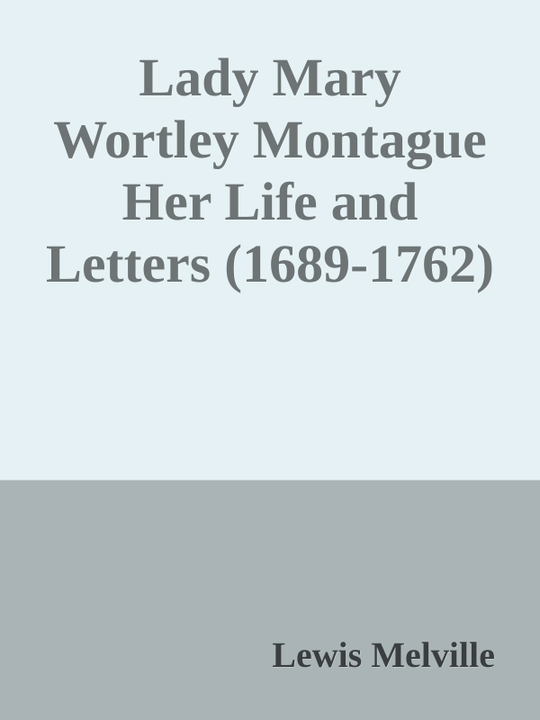 Lady Mary
Wortley Montague
Her Life and
Letters (1689-1762)
Lewis Melville